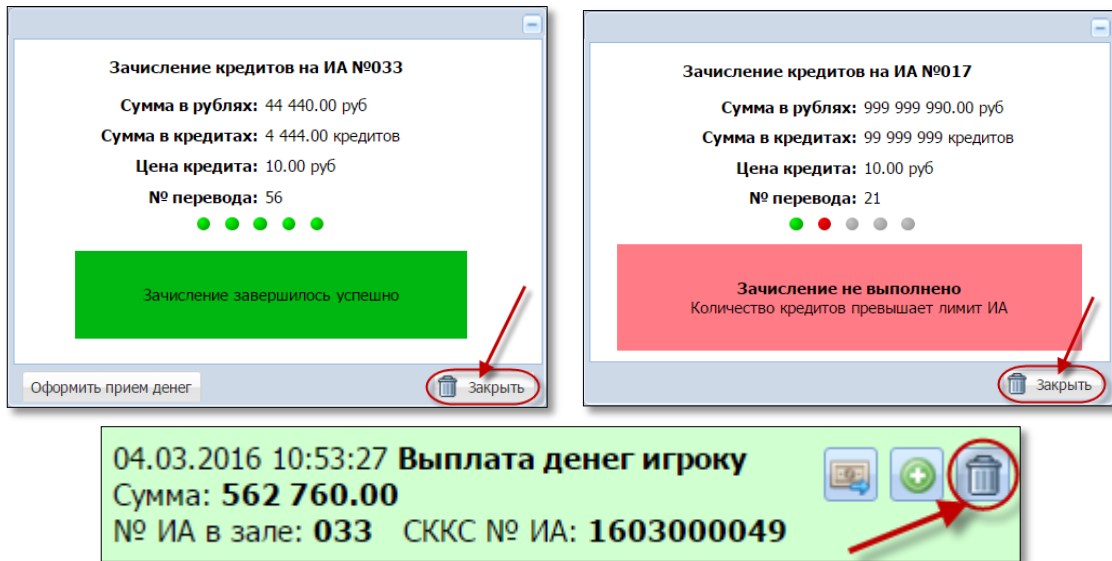 Зачисление кредитов на ИА №033
Сумма в рублях: 44 440.00 руб
Сумма в кредитах: 4 444.00 кредитов
Цена кредита: 10.00 руб
№ перевода: 56
Зачисление завершилось успешно
Оформить прием денег
Закрыть
Зачисление кредитов на ИА №017
Сумма в рублях: 999 999 990.00 руб
Сумма в кредитах: 99 999 999 кредитов
Цена кредита: 10.00 руб
№ перевода: 21
Зачисление не выполнено
Количество кредитов превышает лимит ИА
Закрыть
04.03.2016 10:53:27 Выплата денег игроку
Сумма: 562 760.00
№ ИА в зале: 033 СККС № ИА: 1603000049